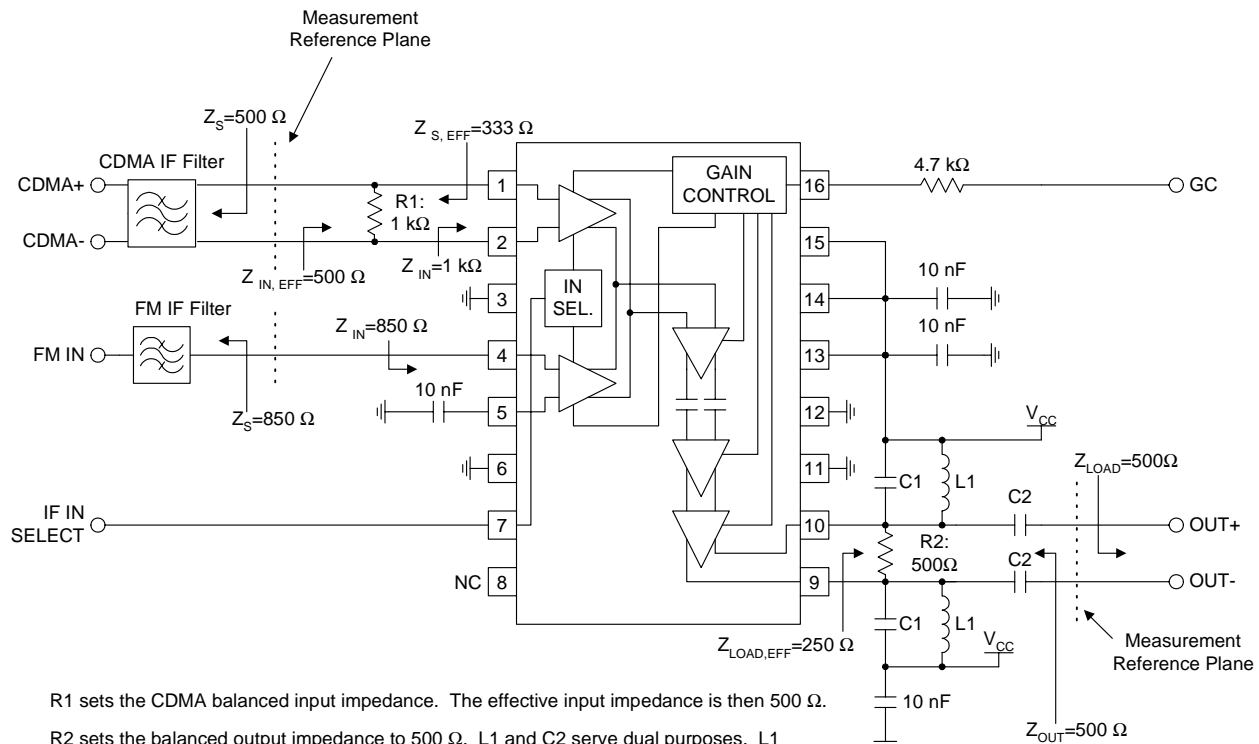 Measurement
Reference Plane
Z_S=500 Ω
Z_S, EFF=333 Ω
CDMA IF Filter
CDMA+
CDMA-
R1:
1 kΩ
Z_IN, EFF=500 Ω
Z_IN=1 kΩ
FM IF Filter
FM IN
Z_IN=850 Ω
Z_S=850 Ω
10 nF
IF IN
SELECT
NC
1
2
3
4
5
6
7
8
IN
SEL.
GAIN
CONTROL
16
15
14
13
12
11
10
9
4.7 kΩ
GC
10 nF
10 nF
V_CC
C1
L1
C2
Z_LOAD=500Ω
OUT+
R2:
500Ω
C2
OUT-
Z_LOAD,EFF=250 Ω
C1
L1
V_CC
Measurement
Reference Plane
10 nF
Z_OUT=500 Ω
R1 sets the CDMA balanced input impedance. The effective input impedance is then 500 Ω.
R2 sets the balanced output impedance to 500 Ω. L1 and C2 serve dual purposes. L1